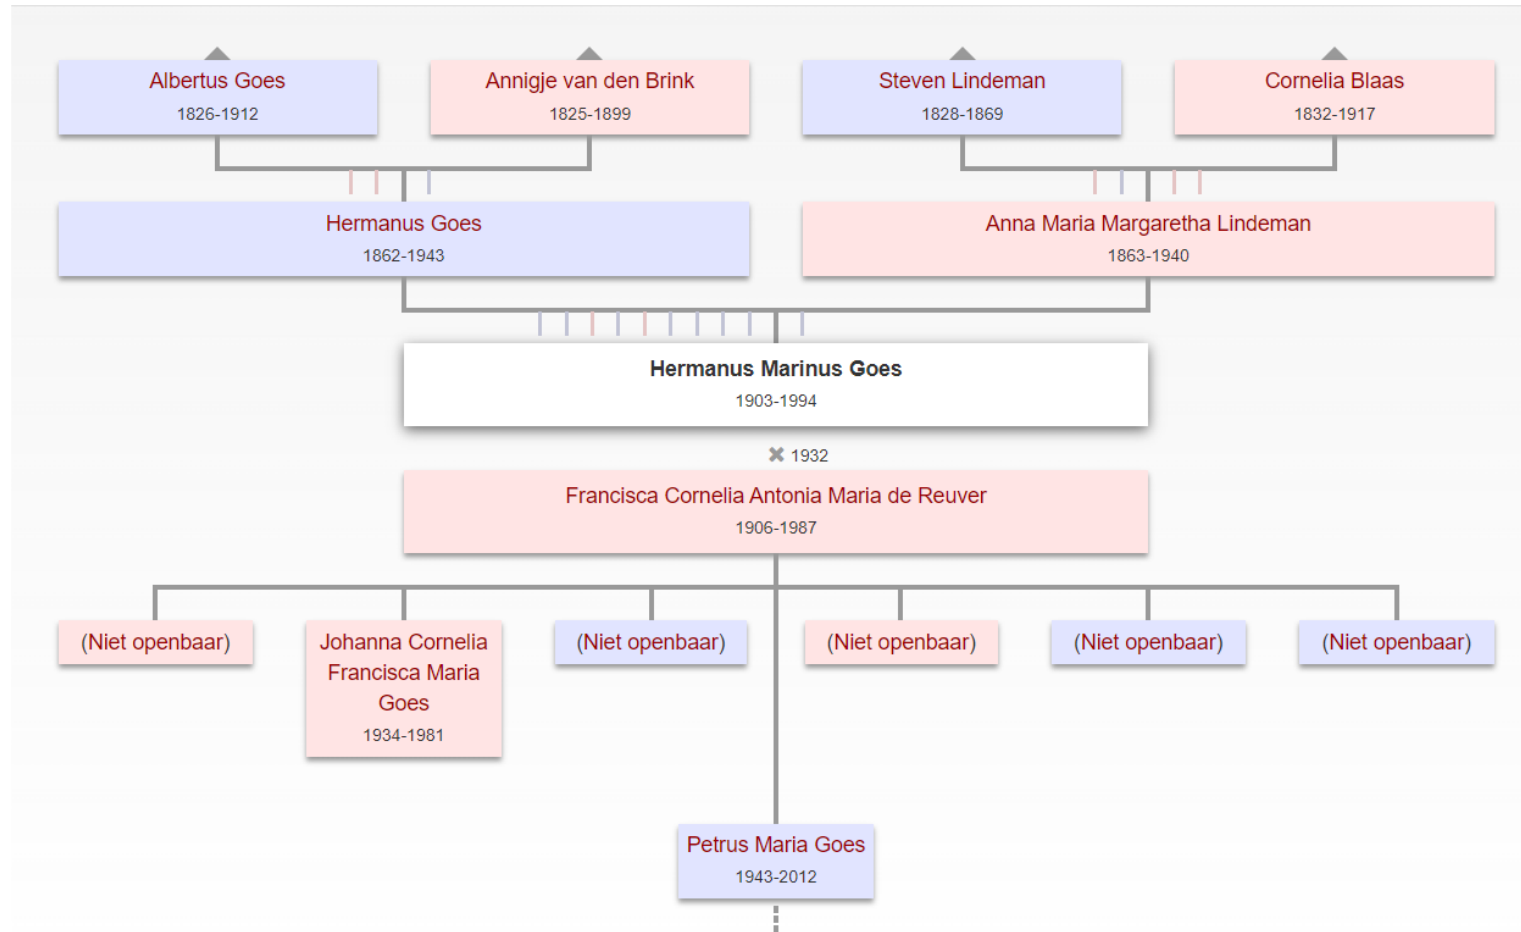 Albertus Goes
1826-1912
Annigje van den Brink
1825-1899
Steven Lindeman
1828-1869
Cornelia Blaas
1832-1917
Hermanus Goes
1862-1943
Anna Maria Margaretha Lindeman
1863-1940
Hermanus Marinus Goes
1903-1994
1932
Francisca Cornelia Antonia Maria de Reuver
1906-1987
(Niet openbaar)
Johanna Cornelia
Francisca Maria
Goes
1934-1981
(Niet openbaar)
(Niet openbaar)
(Niet openbaar)
(Niet openbaar)
Petrus Maria Goes
1943-2012